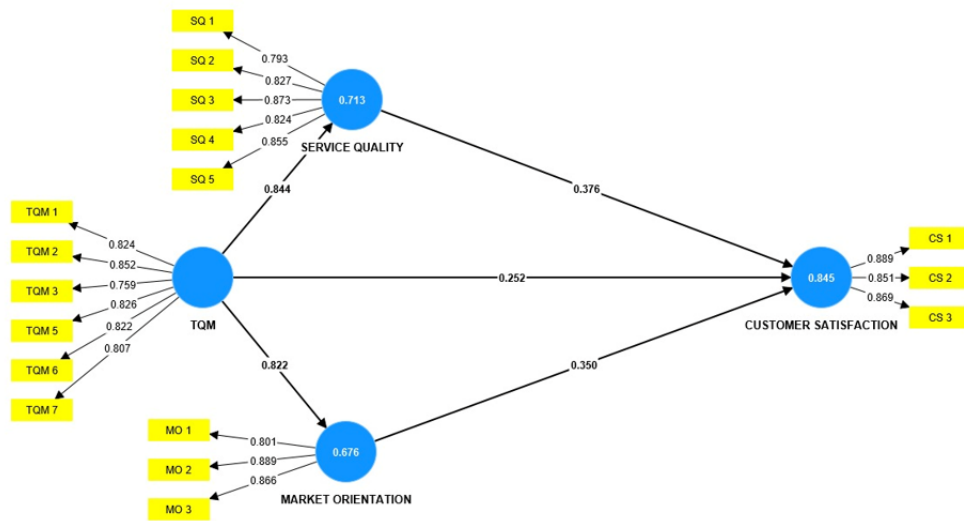 SQ 1
SQ 2
SQ 3
SQ 4
SQ 5
0.793
0.827
0.873
0.824
0.855
0.713
SERVICE QUALITY
0.844
0.376
TQM 1
TQM 2
TQM 3
TQM 5
TQM 6
TQM 7
0.824
0.852
0.759
0.826
0.822
0.807
TQM
0.252
0.845
CUSTOMER SATISFACTION
0.889
0.851
0.869
CS 1
CS 2
CS 3
0.822
0.350
MO 1
MO 2
MO 3
0.801
0.889
0.866
0.676
MARKET ORIENTATION